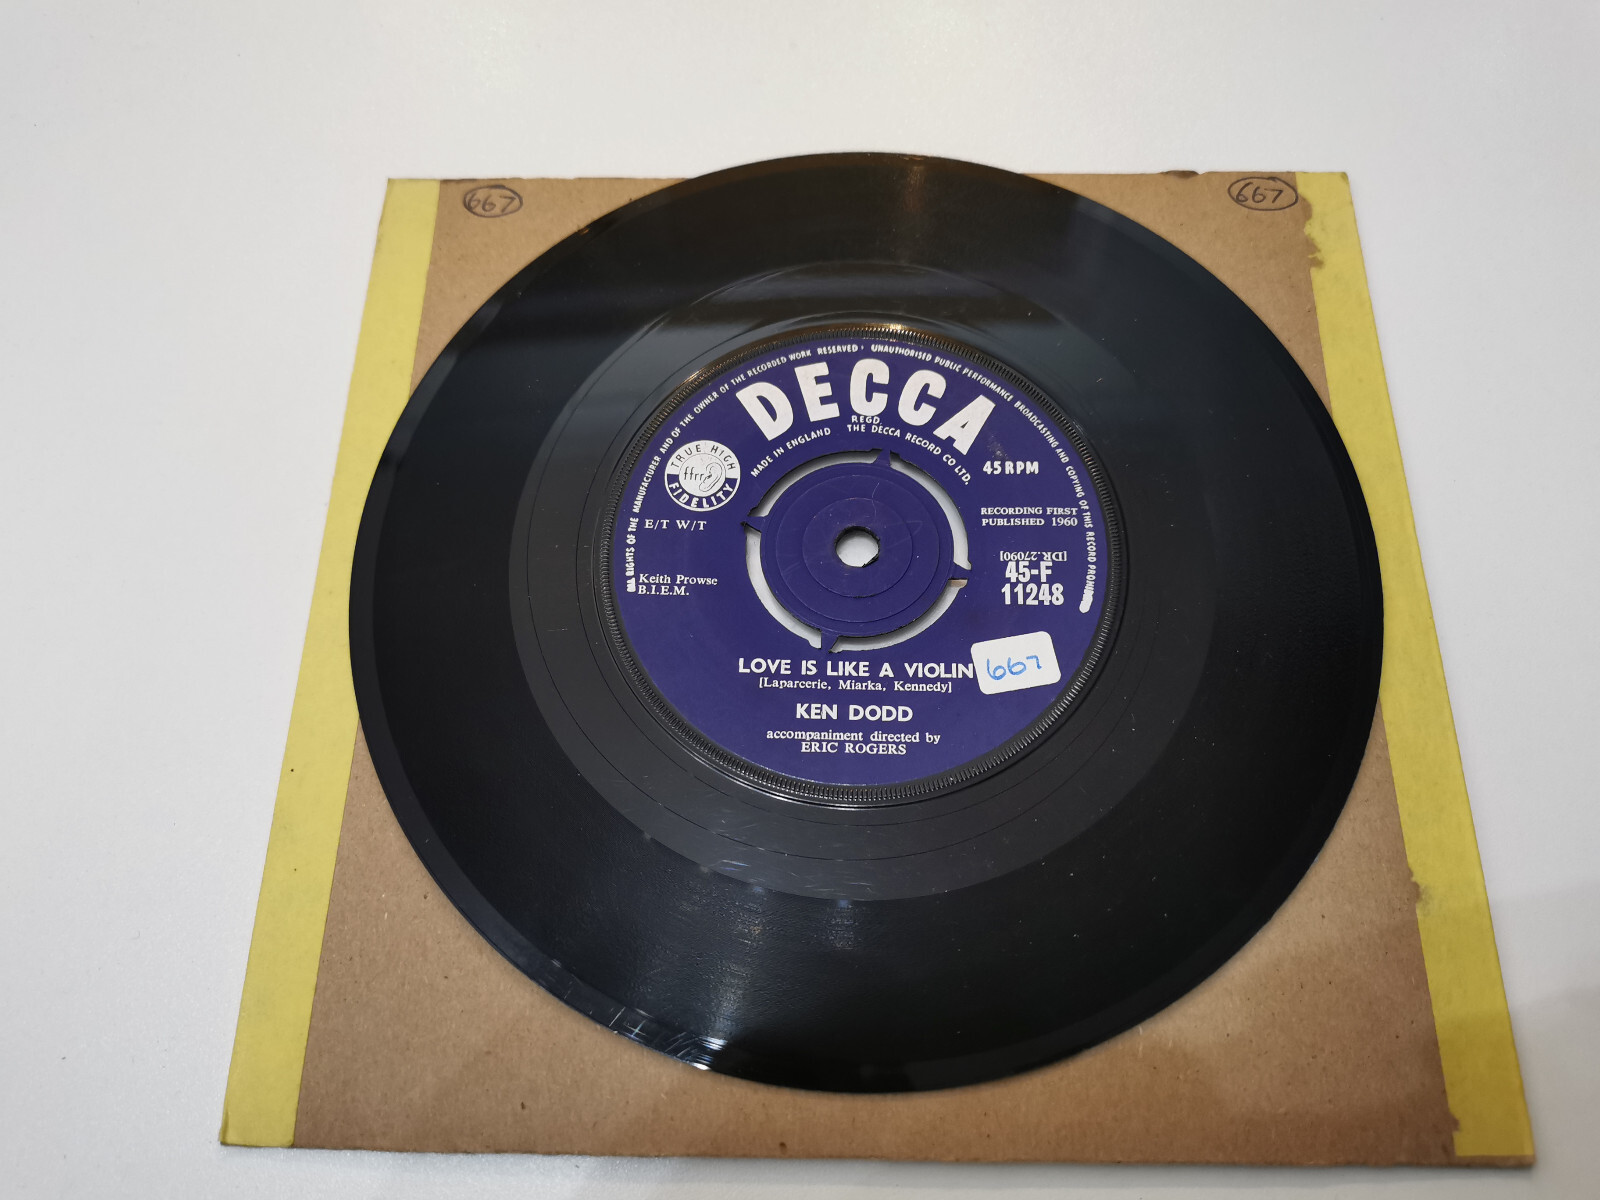 667
667
ALL RIGHTS OF THE MANUFACTURER AND OF THE OWNER OF THE RECORDED WORK RESERVED · UNAUTHORISED PUBLIC PERFORMANCE BROADCASTING AND COPYING OF THIS RECORD PROHIBITED
DECCA
REGD
MADE IN ENGLAND THE DECCA RECORD CO LTD.
TRUE HIGH
ffrr
FIDELITY
45 RPM
E/T W/T
RECORDING FIRST
PUBLISHED 1960
[DR.27090]
Keith Prowse
B.I.E.M.
45-F
11248
LOVE IS LIKE A VIOLIN
667
[Laparcerie, Miarka, Kennedy]
KEN DODD
accompaniment directed by
ERIC ROGERS